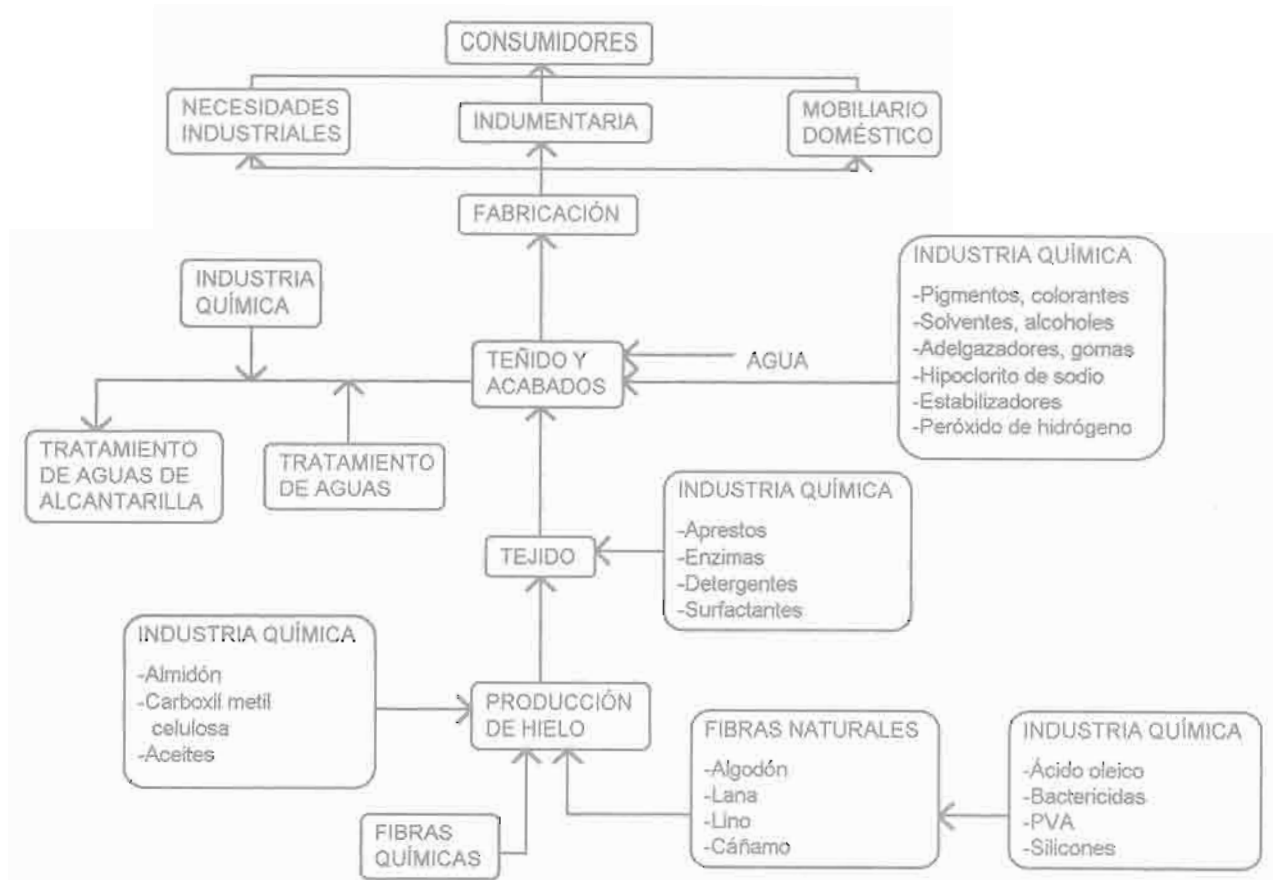 CONSUMIDORES
NECESIDADES
INDUSTRIALES
INDUMENTARIA
MOBILIARIO
DOMÉSTICO
FABRICACIÓN
INDUSTRIA
QUÍMICA
INDUSTRIA QUÍMICA
-Pigmentos, colorantes
-Solventes, alcoholes
-Adelgazadores, gomas
-Hipoclorito de sodio
-Estabilizadores
-Peróxido de hidrógeno
TEÑIDO Y
ACABADOS
AGUA
TRATAMIENTO
DE AGUAS DE
ALCANTARILLA
TRATAMIENTO
DE AGUAS
INDUSTRIA QUÍMICA
-Aprestos
-Enzimas
-Detergentes
-Surfactantes
TEJIDO
INDUSTRIA QUÍMICA
-Almidón
-Carboxlí metil
celulosa
-Aceites
PRODUCCIÓN
DE HIELO
FIBRAS NATURALES
-Algodón
-Lana
-Lino
-Cáñamo
INDUSTRIA QUÍMICA
-Ácido oleico
-Bactericidas
-PVA
-Silicones
FIBRAS
QUÍMICAS